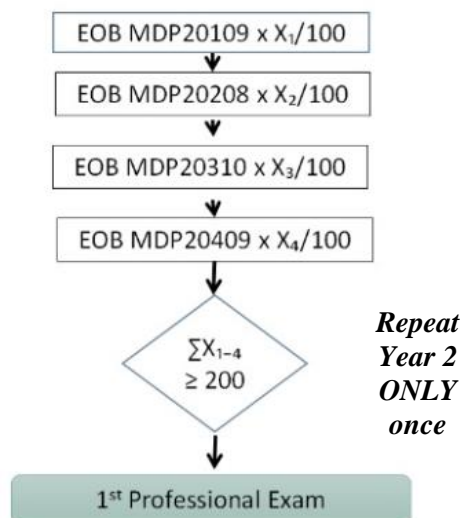 EOB MDP20109 x X₁/100
EOB MDP20208 x X₂/100
EOB MDP20310 x X₃/100
EOB MDP20409 x X₄/100
∑X₁₋₄
≥ 200
Repeat
Year 2
ONLY
once
1ˢᵗ Professional Exam